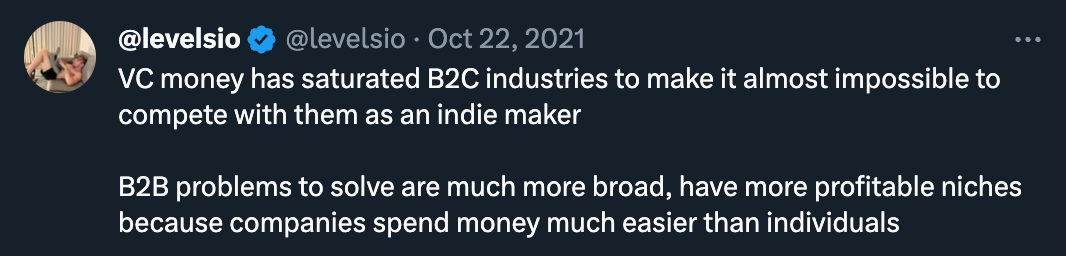 @levelsio @levelsio · Oct 22, 2021
VC money has saturated B2C industries to make it almost impossible to
compete with them as an indie maker
B2B problems to solve are much more broad, have more profitable niches
because companies spend money much easier than individuals